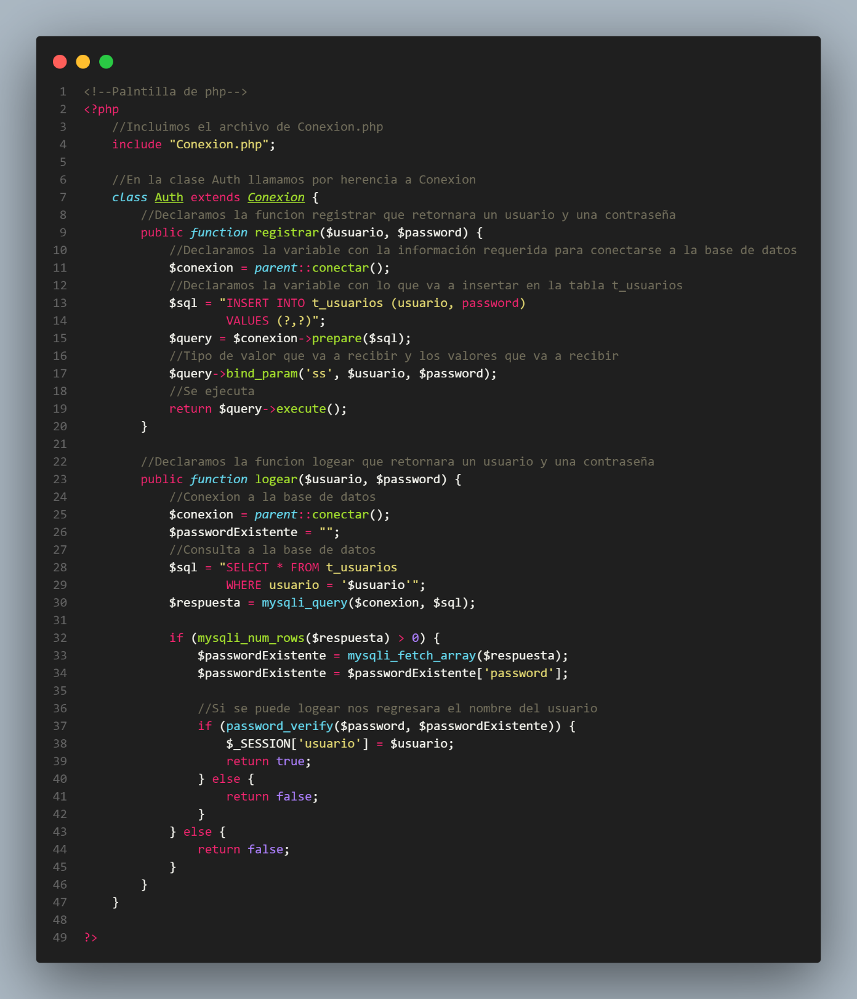 1 <!--Palntilla de php-->
2 <?php
3     //Incluimos el archivo de Conexion.php
4     include "Conexion.php";
5
6     //En la clase Auth llamamos por herencia a Conexion
7     class Auth extends Conexion {
8         //Declaramos la funcion registrar que retornara un usuario y una contraseña
9         public function registrar($usuario, $password) {
10             //Declaramos la variable con la información requerida para conectarse a la base de datos
11             $conexion = parent::conectar();
12             //Declaramos la variable con lo que va a insertar en la tabla t_usuarios
13             $sql = "INSERT INTO t_usuarios (usuario, password)
14                     VALUES (?,?)";
15             $query = $conexion->prepare($sql);
16             //Tipo de valor que va a recibir y los valores que va a recibir
17             $query->bind_param('ss', $usuario, $password);
18             //Se ejecuta
19             return $query->execute();
20         }
21
22         //Declaramos la funcion logear que retornara un usuario y una contraseña
23         public function logear($usuario, $password) {
24             //Conexion a la base de datos
25             $conexion = parent::conectar();
26             $passwordExistente = "";
27             //Consulta a la base de datos
28             $sql = "SELECT * FROM t_usuarios
29                     WHERE usuario = '$usuario'";
30             $respuesta = mysqli_query($conexion, $sql);
31
32             if (mysqli_num_rows($respuesta) > 0) {
33                 $passwordExistente = mysqli_fetch_array($respuesta);
34                 $passwordExistente = $passwordExistente['password'];
35
36                 //Si se puede logear nos regresara el nombre del usuario
37                 if (password_verify($password, $passwordExistente)) {
38                     $_SESSION['usuario'] = $usuario;
39                     return true;
40                 } else {
41                     return false;
42                 }
43             } else {
44                 return false;
45             }
46         }
47     }
48
49 ?>